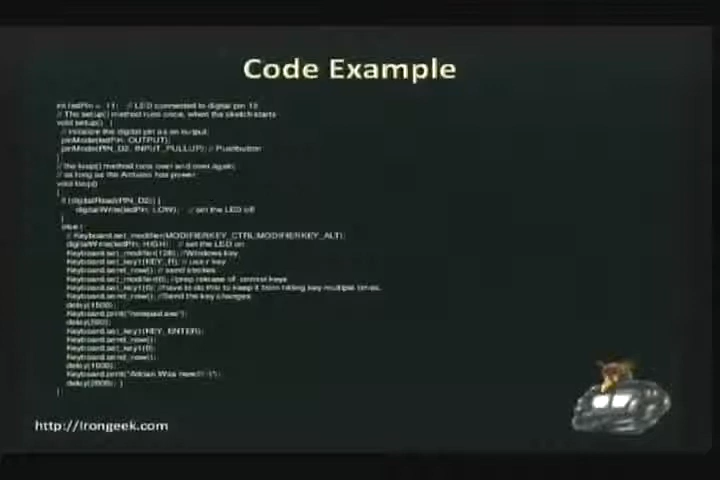 Code Example
int ledPin = 11; // LED connected to digital pin 13
// The setup() method runs once, when the sketch starts
void setup() {
// initialize the digital pin as an output:
pinMode(ledPin, OUTPUT);
pinMode(PIN_D2, INPUT_PULLUP); // Pushbutton
}
// the loop() method runs over and over again,
// as long as the Arduino has power
void loop()
{
if (digitalRead(PIN_D2)) {
digitalWrite(ledPin, LOW); // set the LED off
}
else {
// Keyboard.set_modifier(MODIFIERKEY_CTRL|MODIFIERKEY_ALT);
digitalWrite(ledPin, HIGH); // set the LED on
Keyboard.set_modifier(128); //Windows key
Keyboard.set_key1(KEY_R); // use r key
Keyboard.send_now(); // send strokes
Keyboard.set_modifier(0); //prep release of control keys
Keyboard.set_key1(0); //have to do this to keep it from hitting key multiple times.
Keyboard.send_now(); //Send the key changes
delay(1500);
Keyboard.print("notepad.exe");
delay(500);
Keyboard.set_key1(KEY_ENTER);
Keyboard.send_now();
Keyboard.set_key1(0);
Keyboard.send_now();
delay(1000);
Keyboard.print("Adrian Was here!!! :)");
delay(2000); }
}
http://Irongeek.com